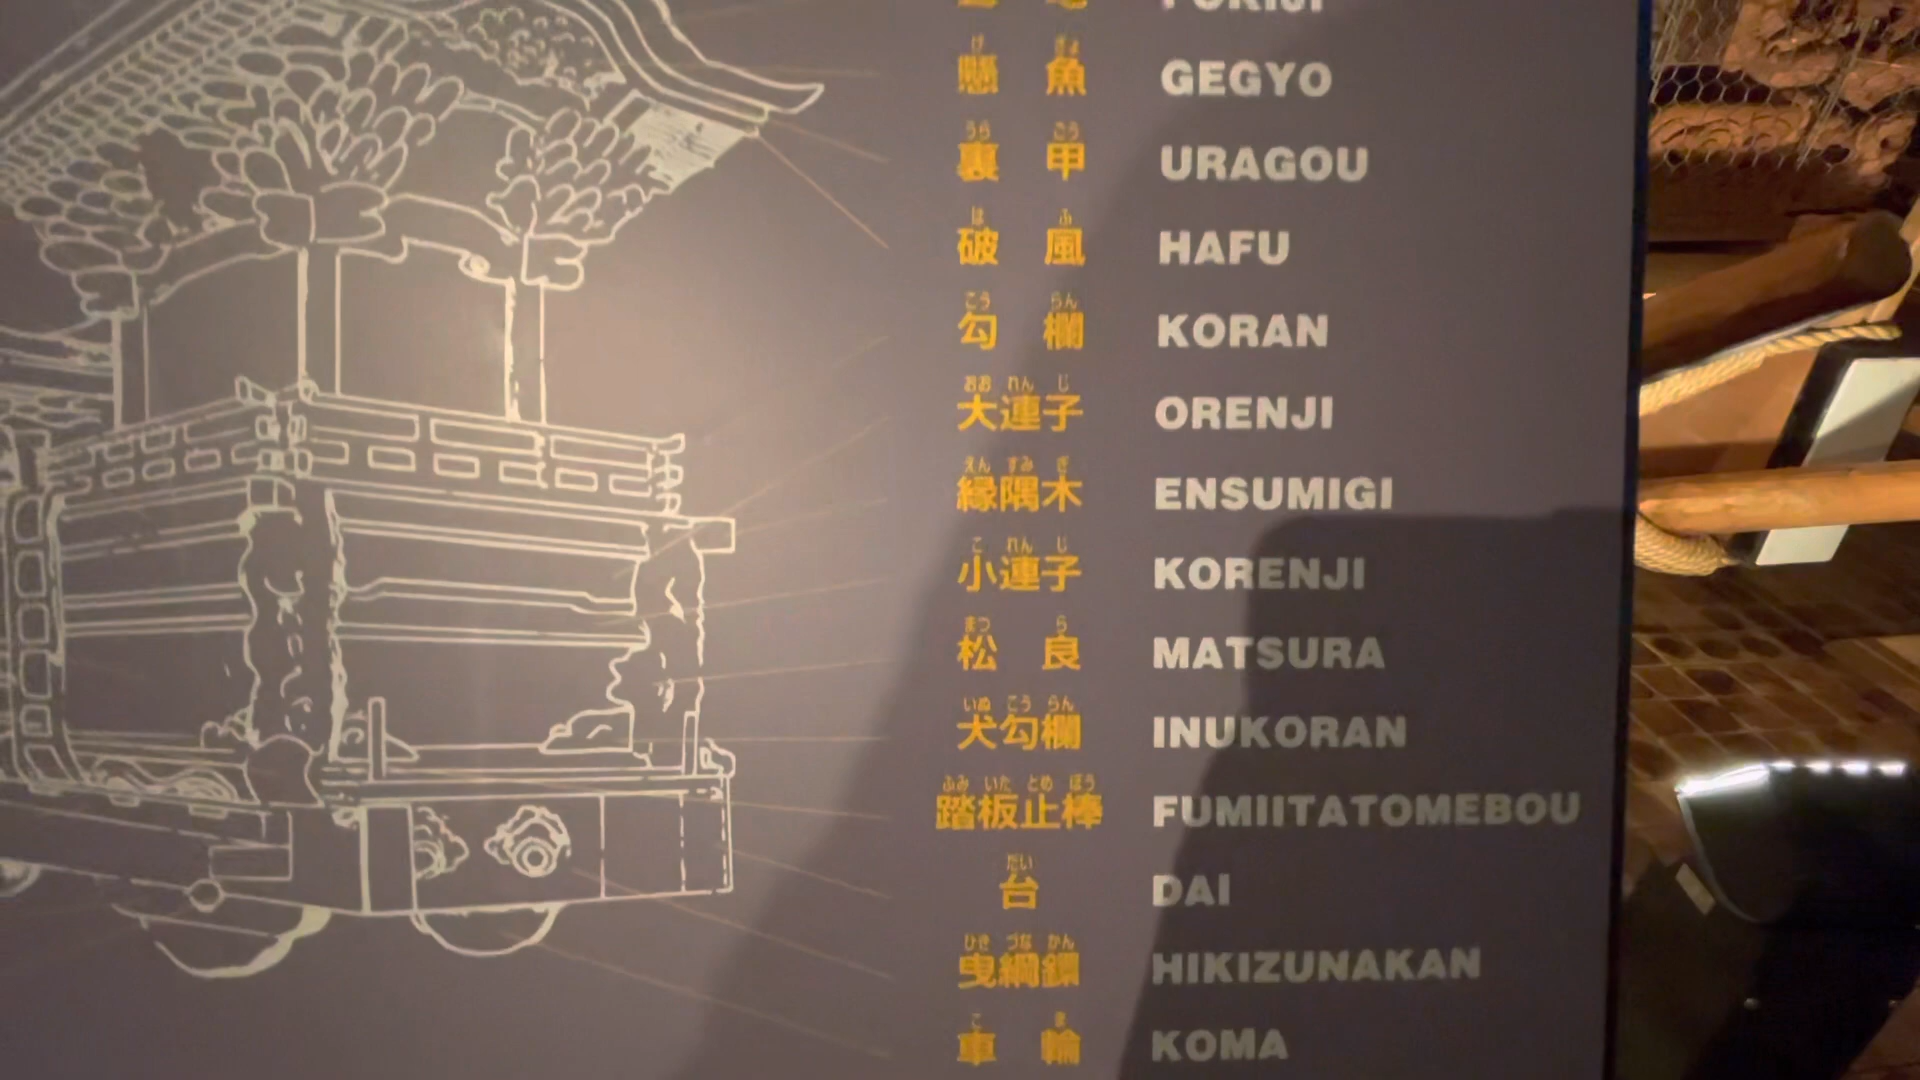 懸魚 GEGYO
裏甲 URAGOU
破風 HAFU
勾欄 KORAN
大連子 ORENJI
縁隅木 ENSUMIGI
小連子 KORENJI
松良 MATSURA
犬勾欄 INUKORAN
踏板止棒 FUMIITATOMEBOU
台 DAI
曳綱鐶 HIKIZUNAKAN
車輪 KOMA